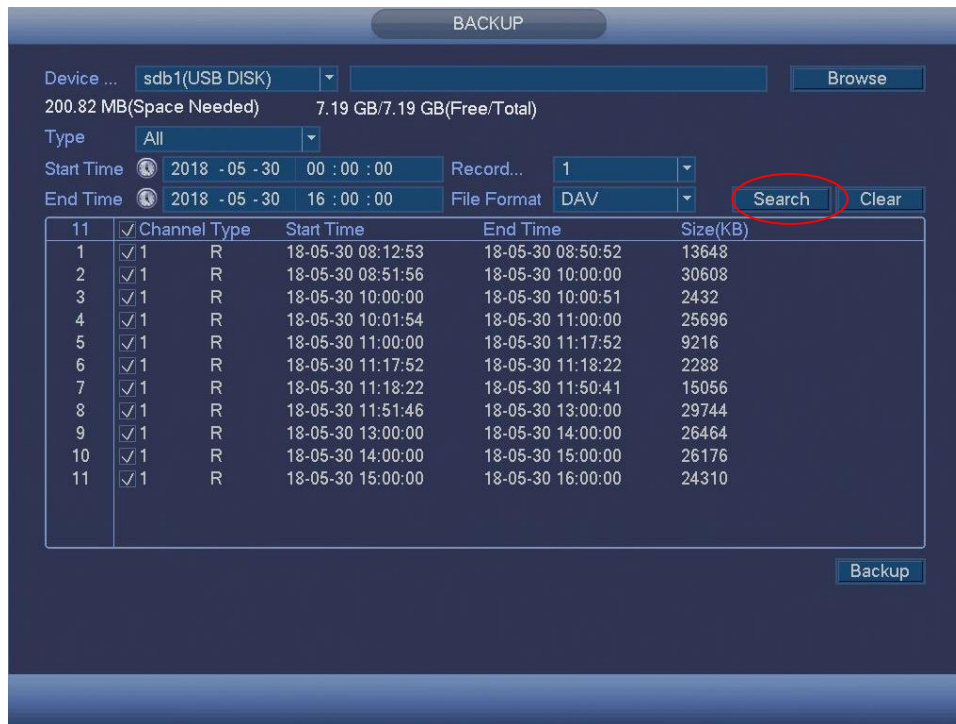 BACKUP
Device ... sdb1(USB DISK) Browse
200.82 MB(Space Needed) 7.19 GB/7.19 GB(Free/Total)
Type All
Start Time 2018 - 05 - 30 00 : 00 : 00 Record... 1
End Time 2018 - 05 - 30 16 : 00 : 00 File Format DAV Search Clear
11 Channel Type Start Time End Time Size(KB)
1 1 R 18-05-30 08:12:53 18-05-30 08:50:52 13648
2 1 R 18-05-30 08:51:56 18-05-30 10:00:00 30608
3 1 R 18-05-30 10:00:00 18-05-30 10:00:51 2432
4 1 R 18-05-30 10:01:54 18-05-30 11:00:00 25696
5 1 R 18-05-30 11:00:00 18-05-30 11:17:52 9216
6 1 R 18-05-30 11:17:52 18-05-30 11:18:22 2288
7 1 R 18-05-30 11:18:22 18-05-30 11:50:41 15056
8 1 R 18-05-30 11:51:46 18-05-30 13:00:00 29744
9 1 R 18-05-30 13:00:00 18-05-30 14:00:00 26464
10 1 R 18-05-30 14:00:00 18-05-30 15:00:00 26176
11 1 R 18-05-30 15:00:00 18-05-30 16:00:00 24310
Backup